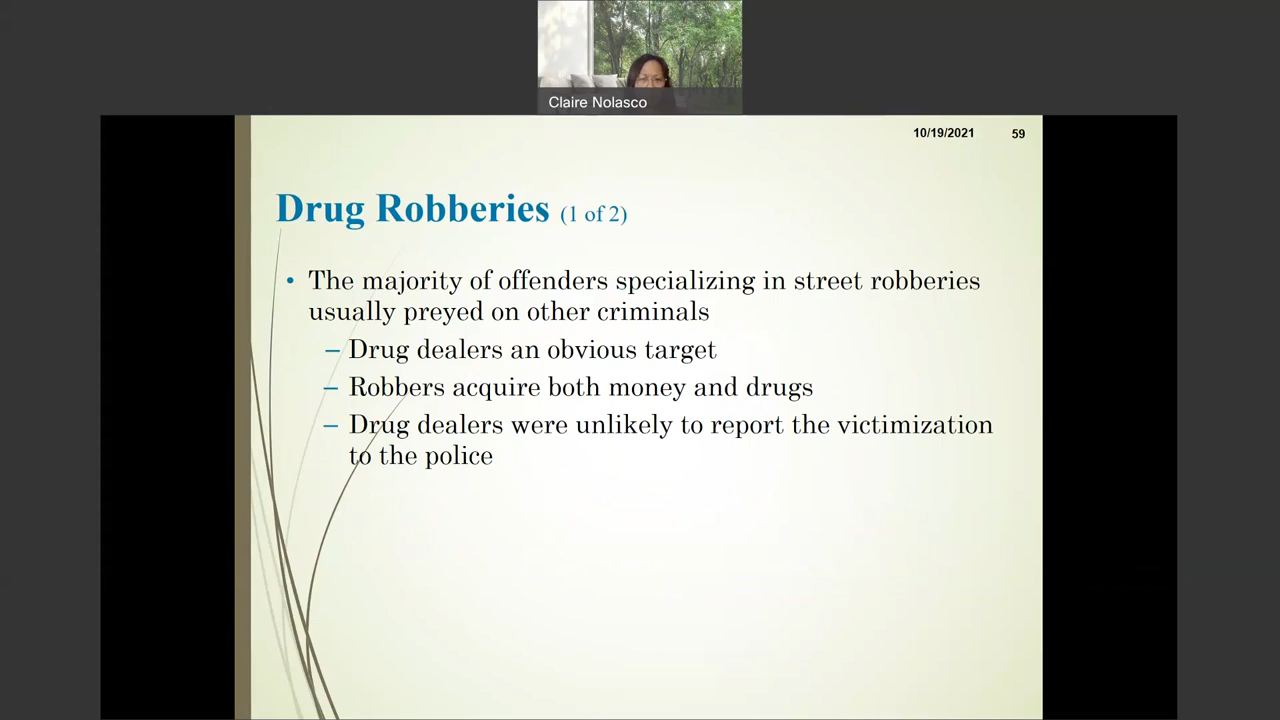 Claire Nolasco
10/19/2021 59
Drug Robberies (1 of 2)
• The majority of offenders specializing in street robberies
usually preyed on other criminals
– Drug dealers an obvious target
– Robbers acquire both money and drugs
– Drug dealers were unlikely to report the victimization
to the police